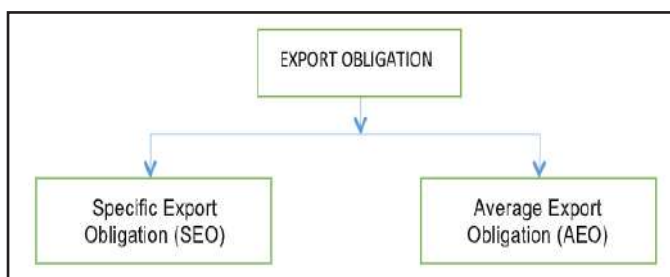 EXPORT OBLIGATION
Specific Export
Obligation (SEO)
Average Export
Obligation (AEO)